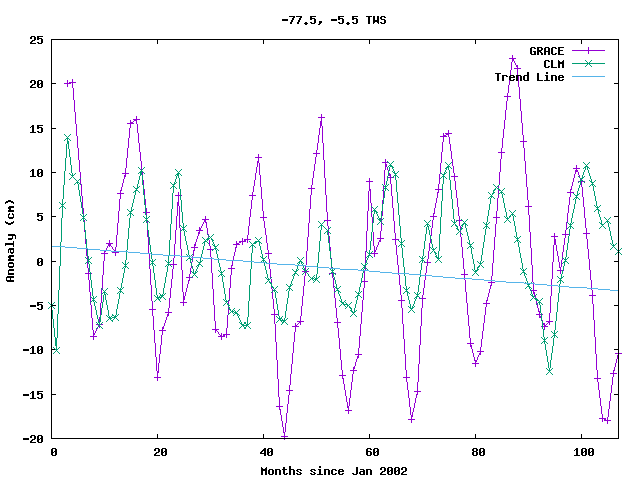 -77.5, -5.5 TWS
25
20
15
10
5
0
-5
-10
-15
-20
Anomaly (cm)
GRACE
CLM
Trend Line
0 20 40 60 80 100
Months since Jan 2002